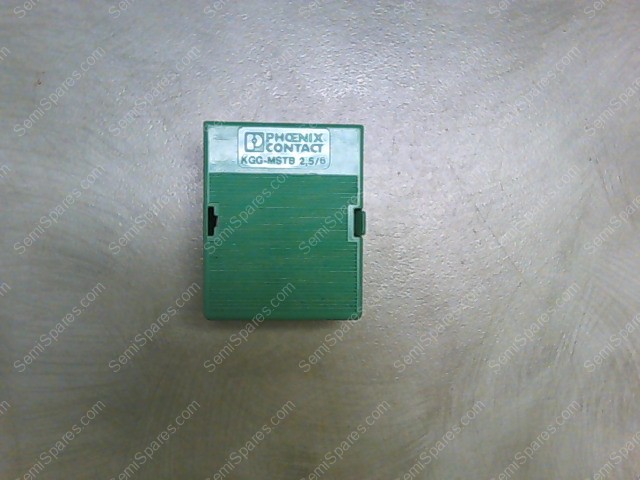 PHŒNIX
CONTACT
KGG-MSTB 2,5/6
SemiSpares.com